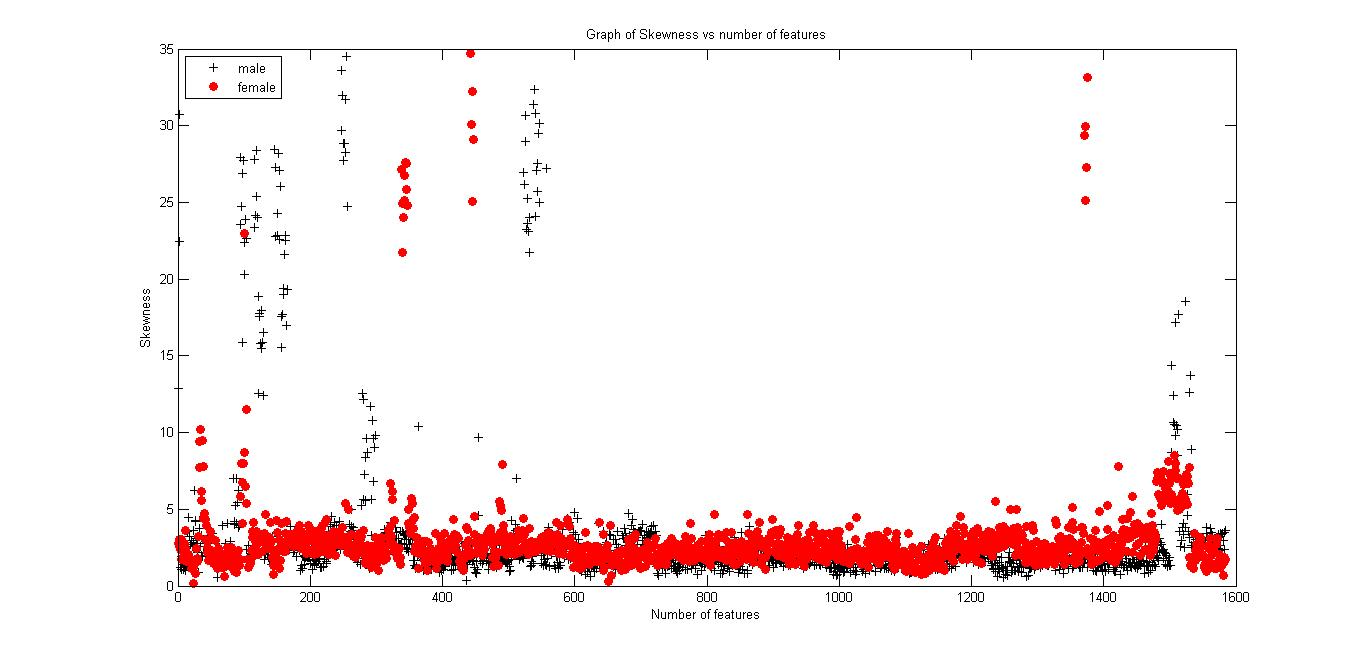 Graph of Skewness vs number of features
male
female
35
30
25
20
15
10
5
0
Skewness
0 200 400 600 800 1000 1200 1400 1600
Number of features